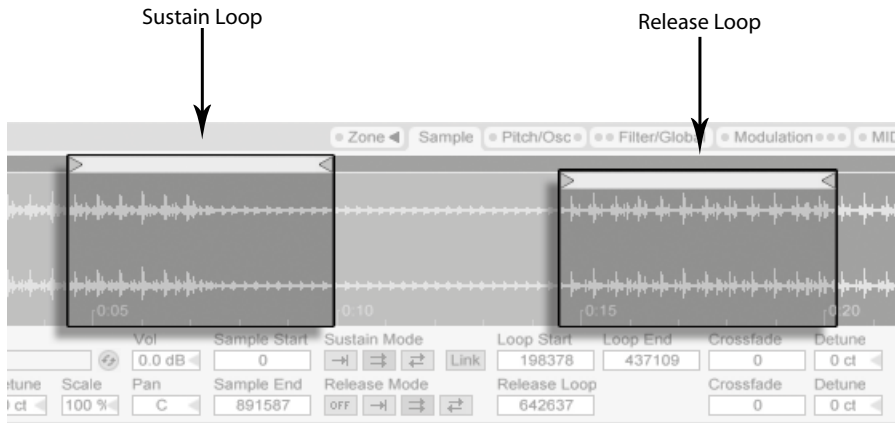 Sustain Loop
Release Loop
Zone Sample Pitch/Osc Filter/Global Modulation MID
0:05 0:10 0:15 0:20
Vol Sample Start Sustain Mode Loop Start Loop End Crossfade Detune
0.0 dB 0 Link 198378 437109 0 0 ct
etune Scale Pan Sample End Release Mode Release Loop Crossfade Detune
0 ct 100 % C 891587 OFF 642637 0 0 ct